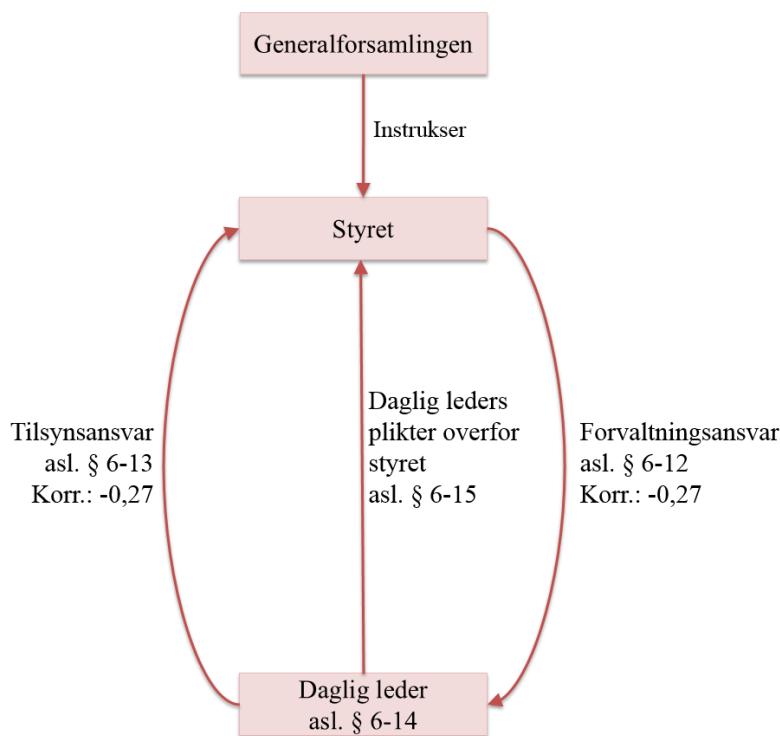 Generalforsamlingen
Instrukser
Styret
Tilsynsansvar
asl. § 6-13
Korr.: -0,27
Daglig leders
plikter overfor
styret
asl. § 6-15
Forvaltningsansvar
asl. § 6-12
Korr.: -0,27
Daglig leder
asl. § 6-14